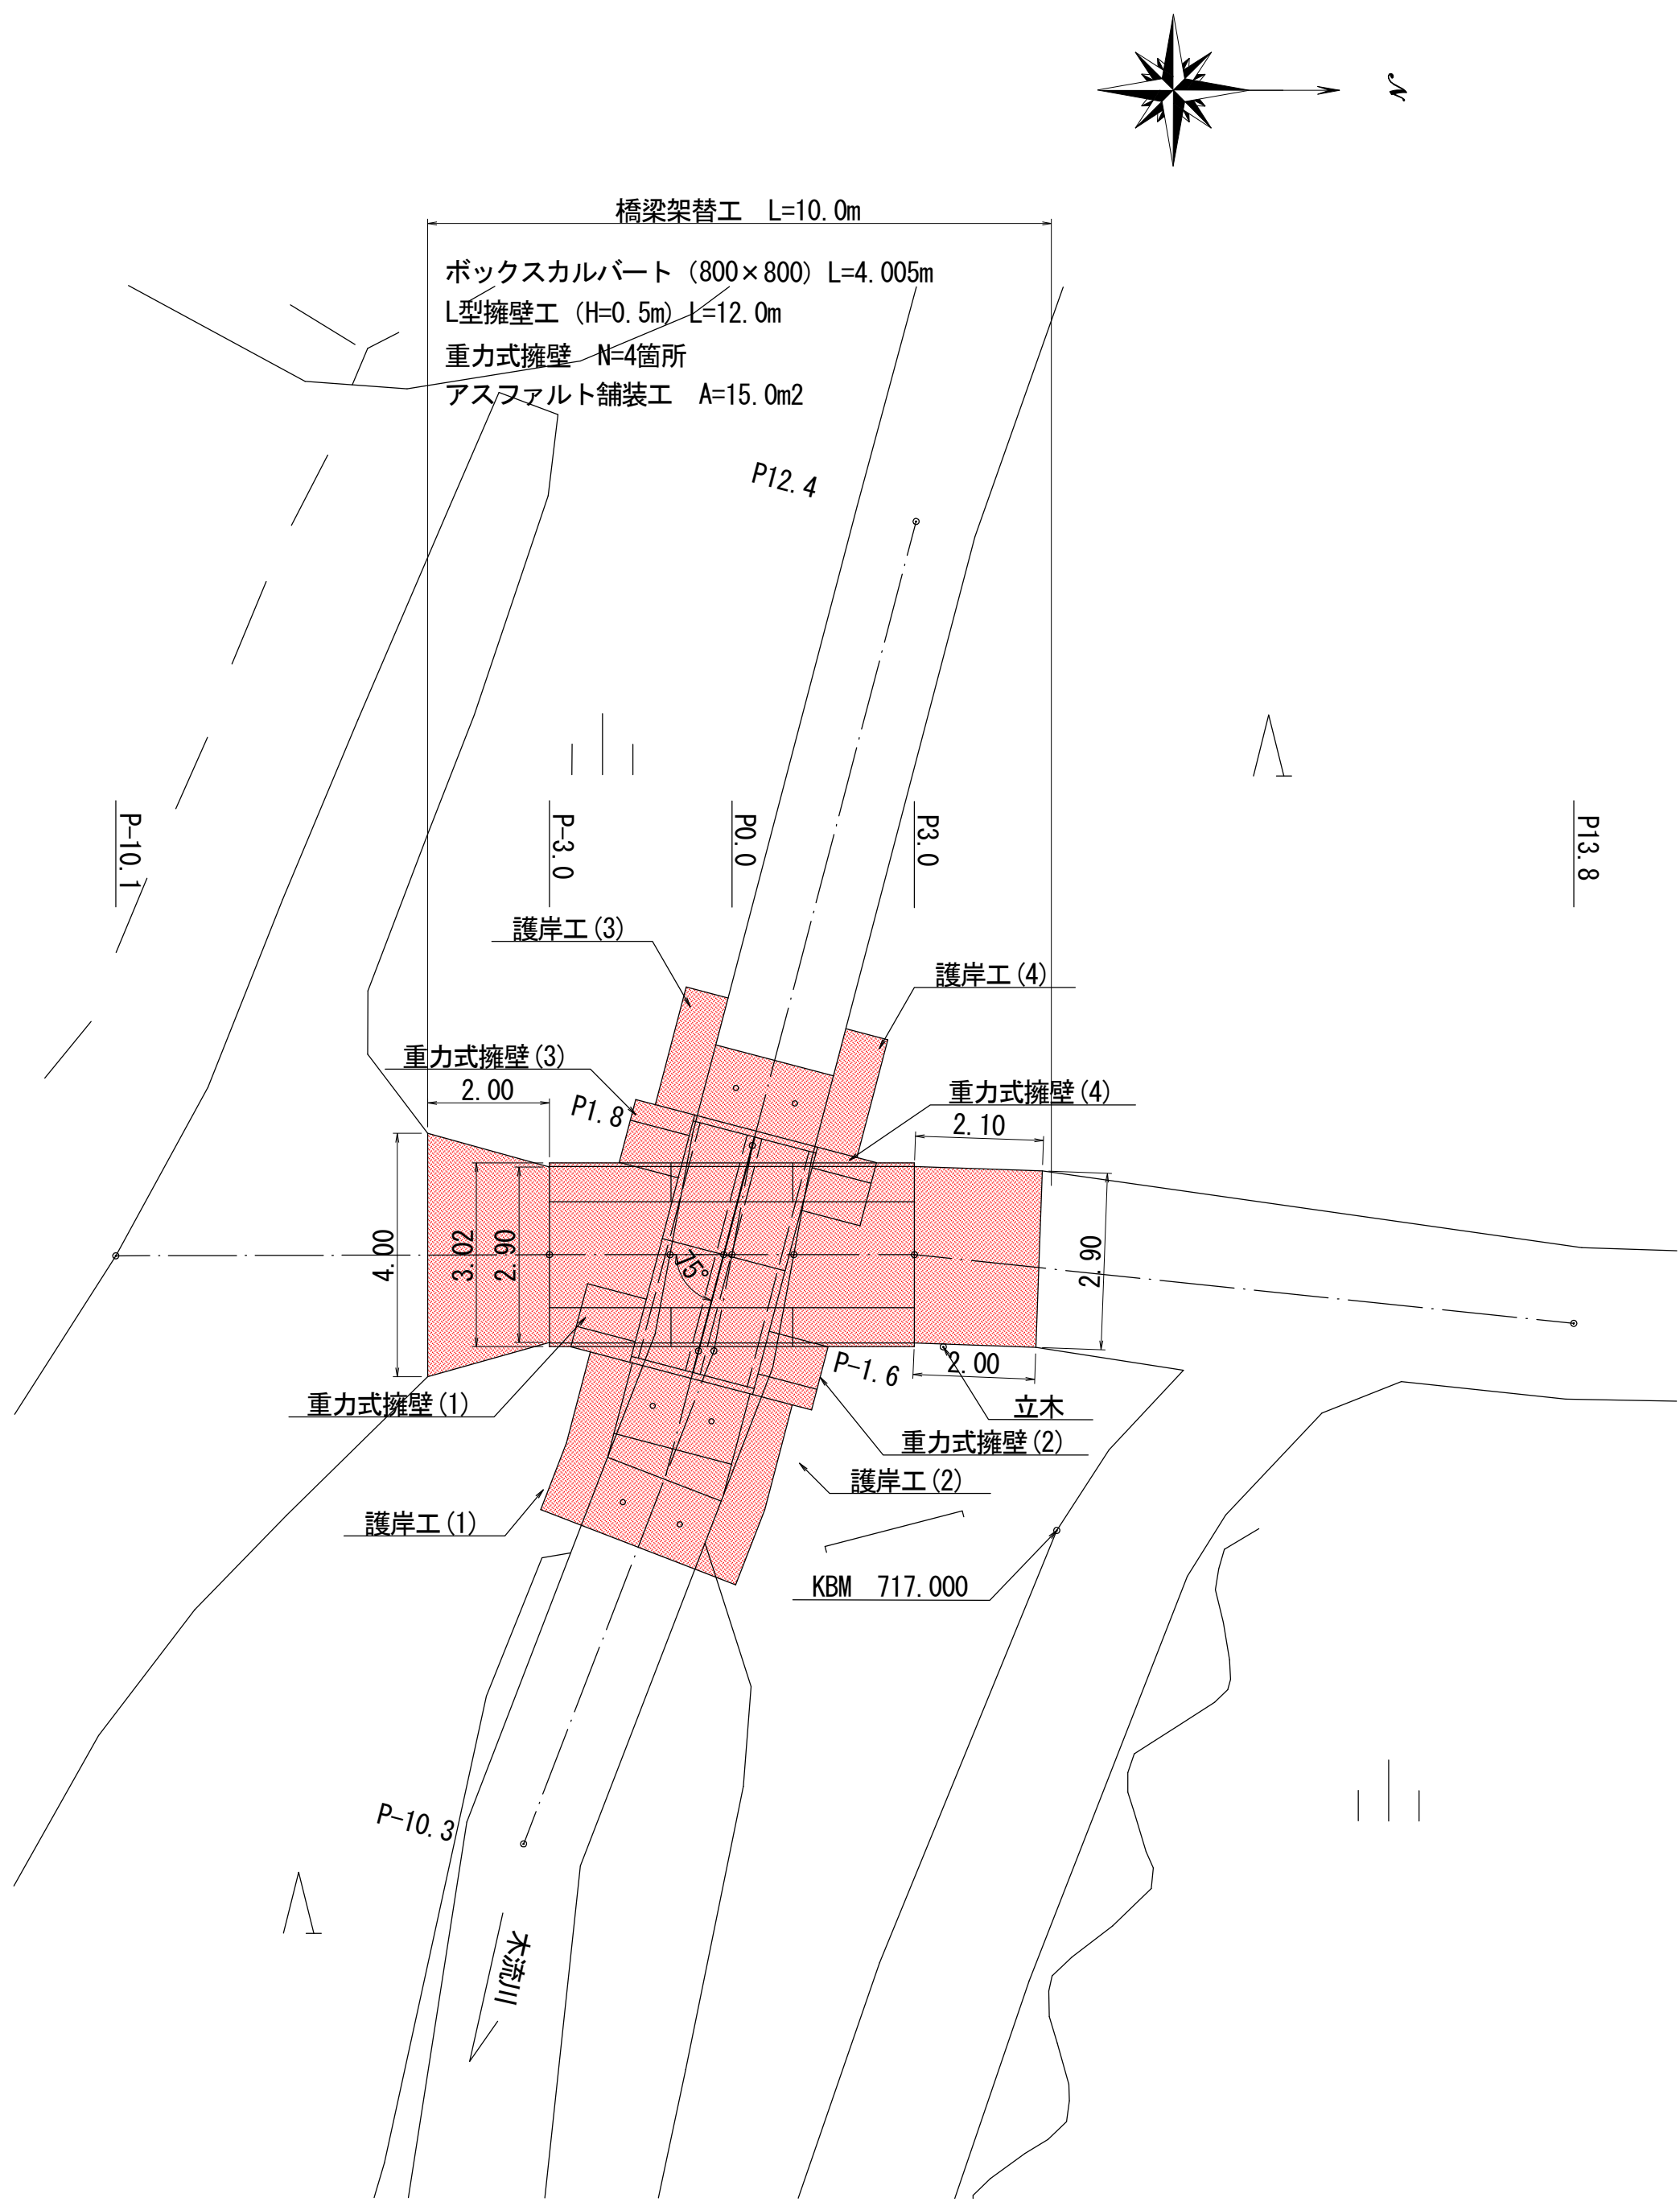 N
橋梁架替工　L=10.0m
ボックスカルバート (800×800) L=4.005m
L型擁壁工 (H=0.5m) L=12.0m
重力式擁壁　N=4箇所
アスファルト舗装工　A=15.0m2
P12.4
P-10.1
P-3.0
P0.0
P3.0
P13.8
護岸工(3)
護岸工(4)
重力式擁壁(3)
重力式擁壁(4)
2.00
P1.8
2.10
4.00
3.02
2.90
75°
2.90
P-1.6
2.00
重力式擁壁(1)
立木
重力式擁壁(2)
護岸工(2)
護岸工(1)
KBM　717.000
P-10.3
木流川